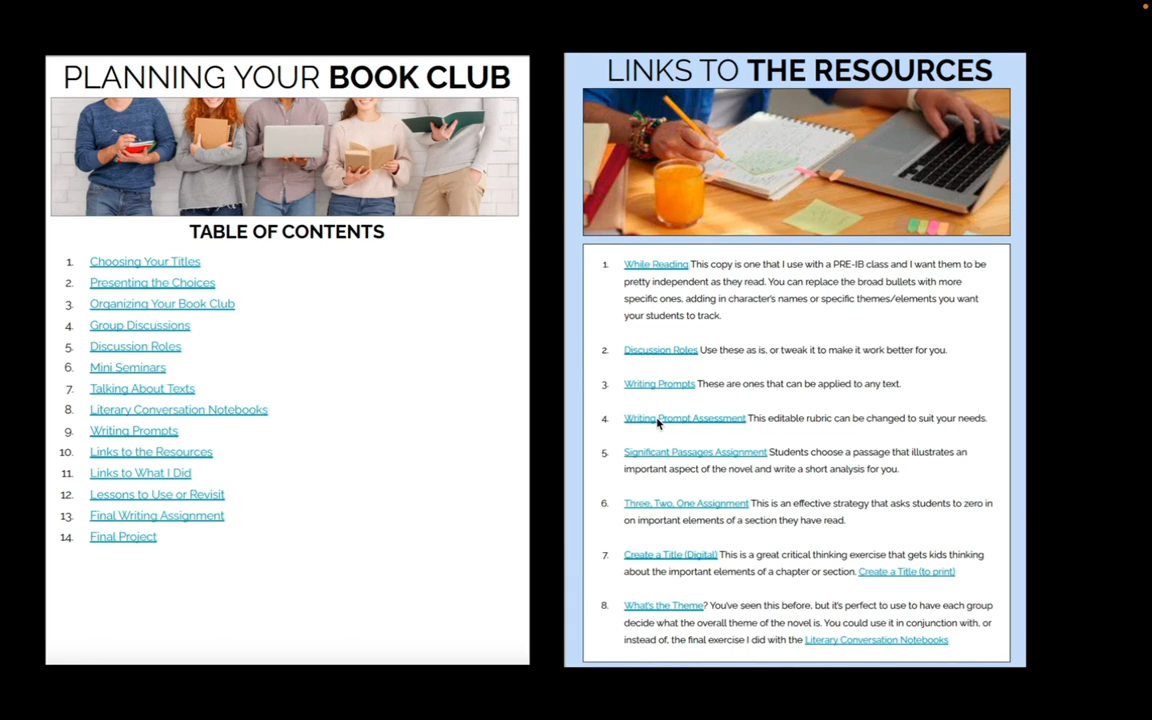 PLANNING YOUR BOOK CLUB
TABLE OF CONTENTS
1. Choosing Your Titles
2. Presenting the Choices
3. Organizing Your Book Club
4. Group Discussions
5. Discussion Roles
6. Mini Seminars
7. Talking About Texts
8. Literary Conversation Notebooks
9. Writing Prompts
10. Links to the Resources
11. Links to What I Did
12. Lessons to Use or Revisit
13. Final Writing Assignment
14. Final Project
LINKS TO THE RESOURCES
1. While Reading This copy is one that I use with a PRE-IB class and I want them to be
pretty independent as they read. You can replace the broad bullets with more
specific ones, adding in character's names or specific themes/elements you want
your students to track.
2. Discussion Roles Use these as is, or tweak it to make it work better for you.
3. Writing Prompts These are ones that can be applied to any text.
4. Writing Prompt Assessment This editable rubric can be changed to suit your needs.
5. Significant Passages Assignment Students choose a passage that illustrates an
important aspect of the novel and write a short analysis for you.
6. Three, Two, One Assignment This is an effective strategy that asks students to zero in
on important elements of a section they have read.
7. Create a Title (Digital) This is a great critical thinking exercise that gets kids thinking
about the important elements of a chapter or section. Create a Title (to print)
8. What's the Theme? You've seen this before, but it's perfect to use to have each group
decide what the overall theme of the novel is. You could use it in conjunction with, or
instead of, the final exercise I did with the Literary Conversation Notebooks